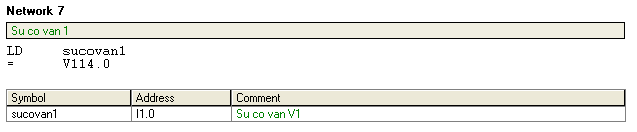 Network 7
Su co van 1
LD sucovan1
= V114.0
Symbol Address Comment
sucovan1 I1.0 Su co van V1